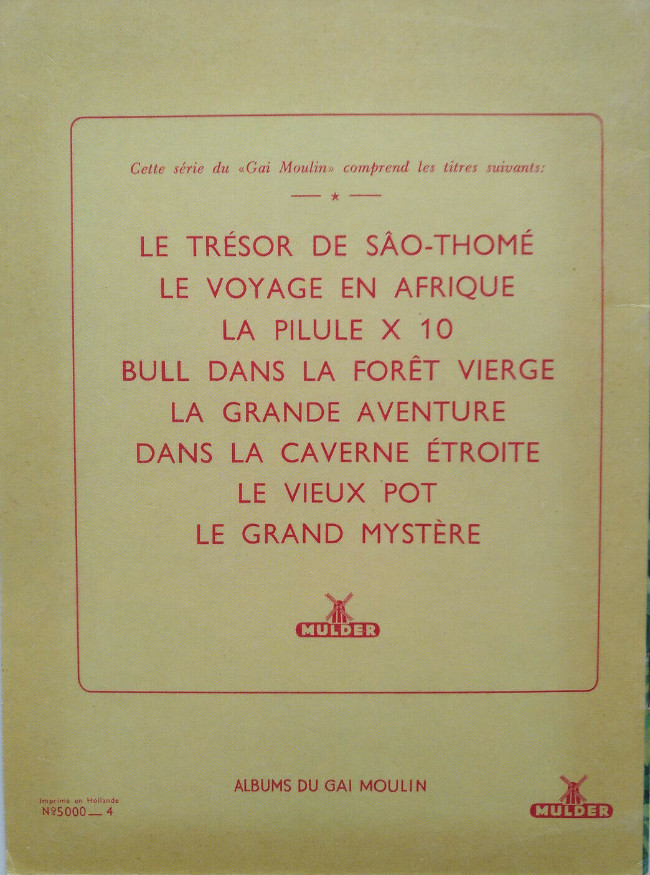 Cette série du «Gai Moulin» comprend les titres suivants:
LE TRÉSOR DE SÂO-THOMÉ
LE VOYAGE EN AFRIQUE
LA PILULE X 10
BULL DANS LA FORÊT VIERGE
LA GRANDE AVENTURE
DANS LA CAVERNE ÉTROITE
LE VIEUX POT
LE GRAND MYSTÈRE
MULDER
ALBUMS DU GAI MOULIN
Imprimé en Hollande
Nº5000—4
MULDER